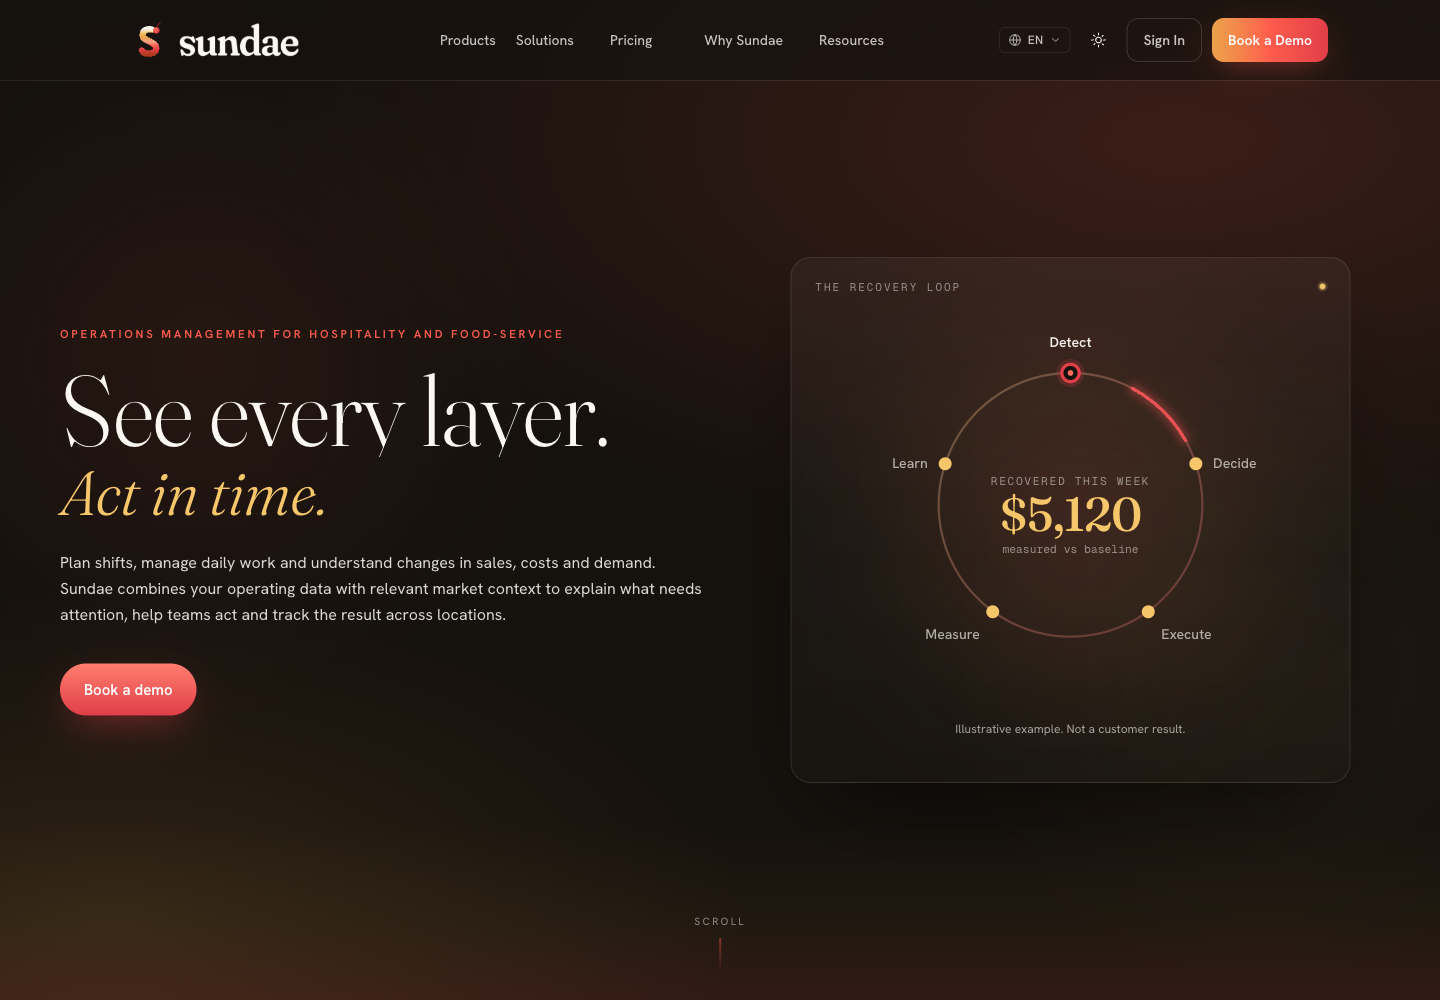 sundae
Products Solutions Pricing Why Sundae Resources
EN
Sign In
Book a Demo
OPERATIONS MANAGEMENT FOR HOSPITALITY AND FOOD-SERVICE
See every layer.
Act in time.
Plan shifts, manage daily work and understand changes in sales, costs and demand.
Sundae combines your operating data with relevant market context to explain what needs
attention, help teams act and track the result across locations.
Book a demo
THE RECOVERY LOOP
Detect
Learn
Decide
RECOVERED THIS WEEK
$5,120
measured vs baseline
Measure
Execute
Illustrative example. Not a customer result.
SCROLL